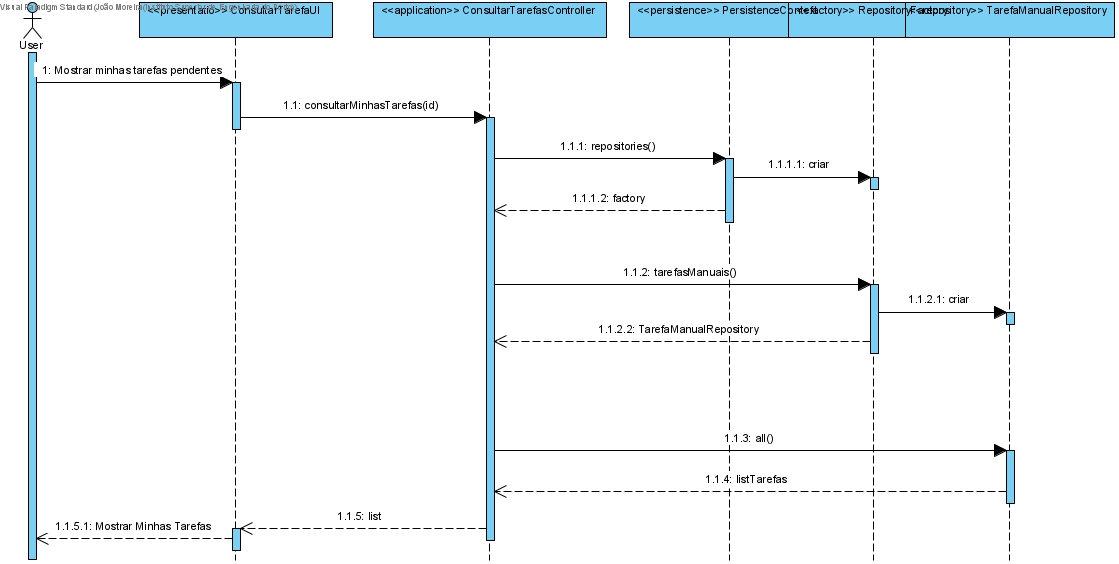 Visual Paradigm Standard (João Moreira
<<presentation>> ConsultarTarefaUI
<<application>> ConsultarTarefasController
<<persistence>> PersistenceContext
<<factory>> RepositoryFactory
<<repository>> TarefaManualRepository
User
1: Mostrar minhas tarefas pendentes
1.1: consultarMinhasTarefas(id)
1.1.1: repositories()
1.1.1.1: criar
1.1.1.2: factory
1.1.2: tarefasManuais()
1.1.2.1: criar
1.1.2.2: TarefaManualRepository
1.1.3: all()
1.1.4: listTarefas
1.1.5: list
1.1.5.1: Mostrar Minhas Tarefas